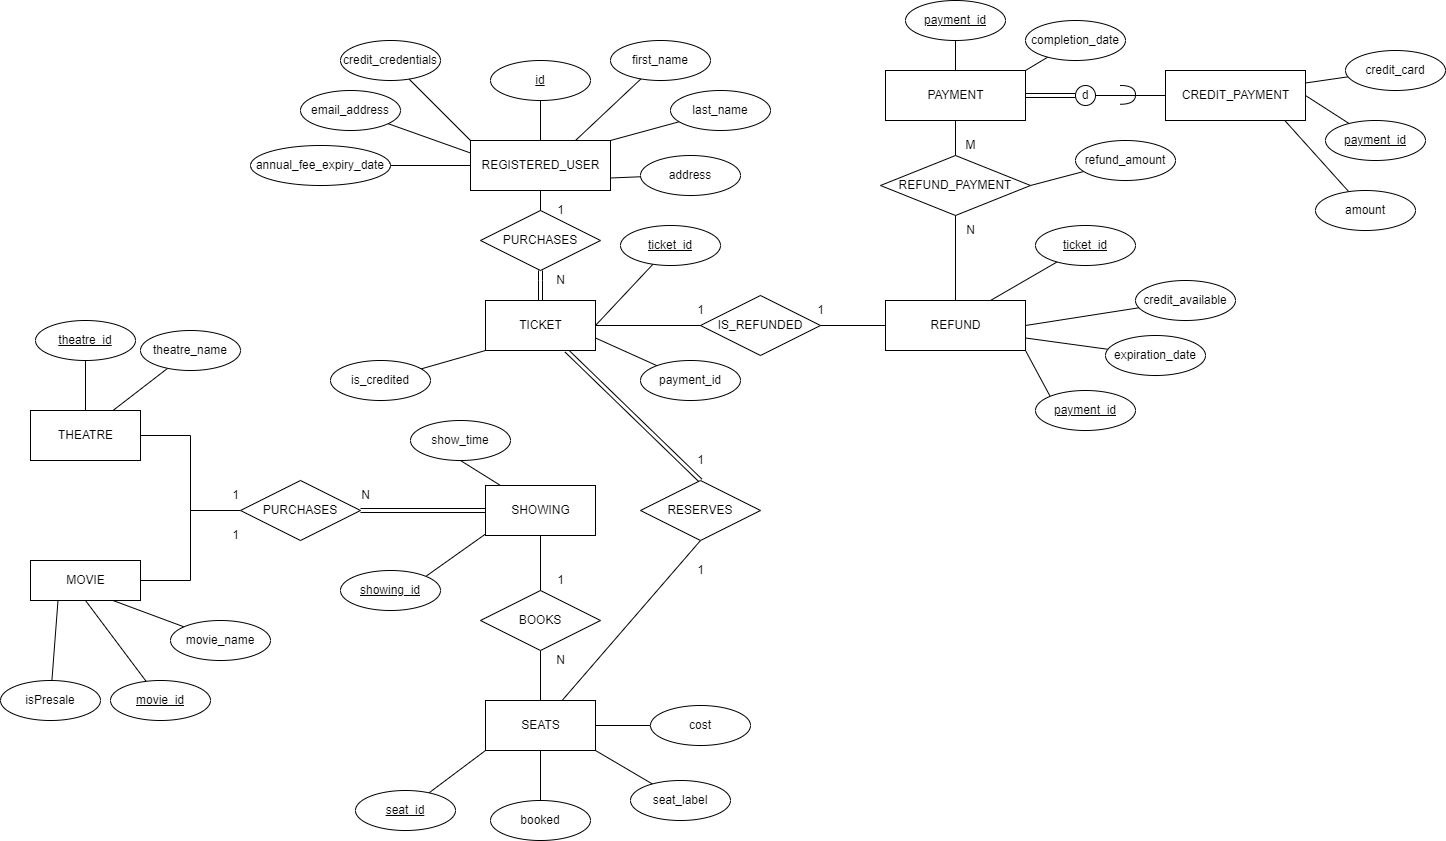 payment_id
completion_date
credit_credentials
first_name
credit_card
id
PAYMENT
d
CREDIT_PAYMENT
email_address
last_name
M
payment_id
annual_fee_expiry_date
REGISTERED_USER
refund_amount
address
REFUND_PAYMENT
1
amount
N
PURCHASES
ticket_id
ticket_id
N
credit_available
1
1
TICKET
IS_REFUNDED
REFUND
theatre_id
theatre_name
expiration_date
is_credited
payment_id
payment_id
THEATRE
show_time
1
1
N
PURCHASES
SHOWING
RESERVES
1
1
1
MOVIE
showing_id
BOOKS
movie_name
N
isPresale
movie_id
SEATS
cost
seat_label
seat_id
booked